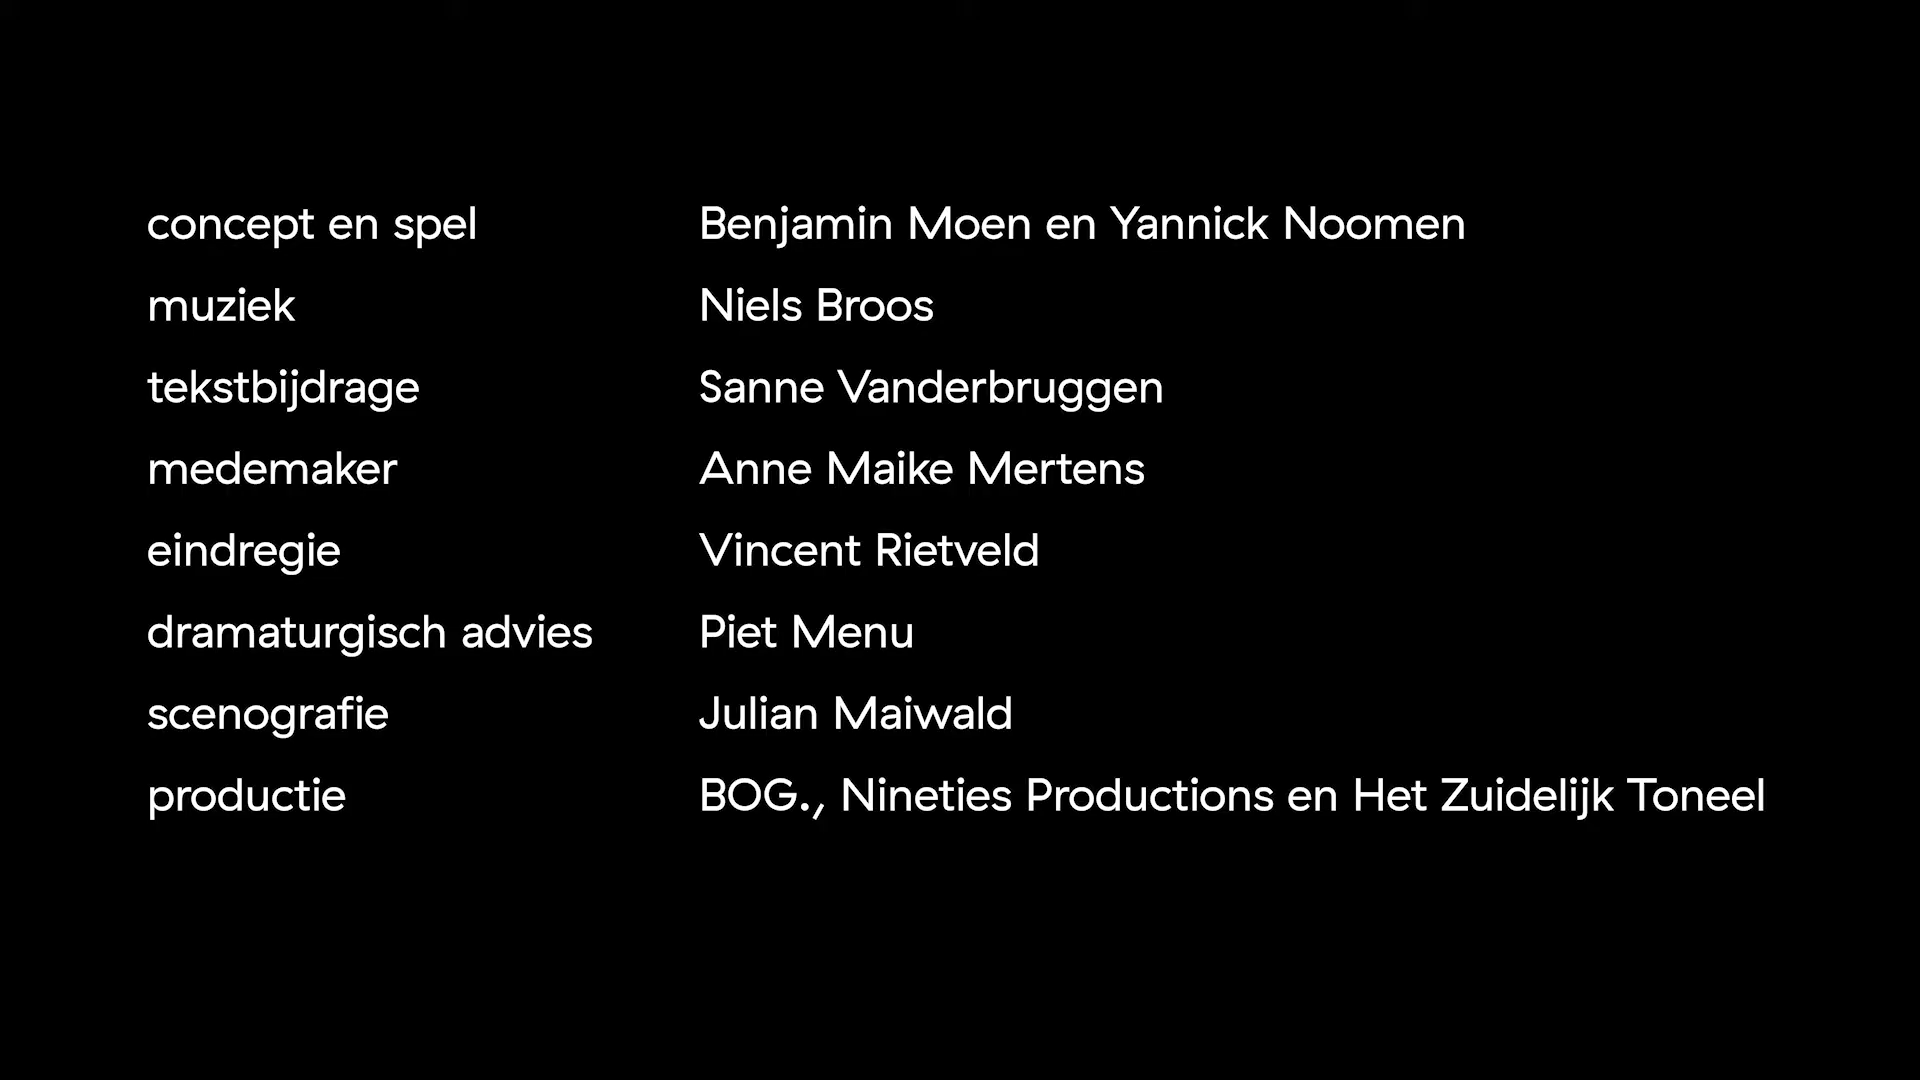 concept en spel Benjamin Moen en Yannick Noomen
muziek Niels Broos
tekstbijdrage Sanne Vanderbruggen
medemaker Anne Maike Mertens
eindregie Vincent Rietveld
dramaturgisch advies Piet Menu
scenografie Julian Maiwald
productie BOG., Nineties Productions en Het Zuidelijk Toneel